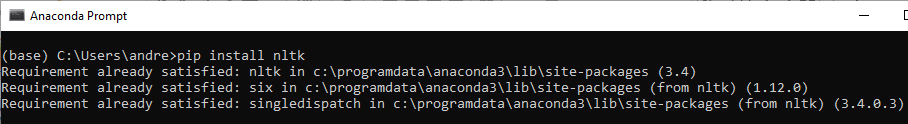 Anaconda Prompt
(base) C:\Users\andre>pip install nltk
Requirement already satisfied: nltk in c:\programdata\anaconda3\lib\site-packages (3.4)
Requirement already satisfied: six in c:\programdata\anaconda3\lib\site-packages (from nltk) (1.12.0)
Requirement already satisfied: singledispatch in c:\programdata\anaconda3\lib\site-packages (from nltk) (3.4.0.3)